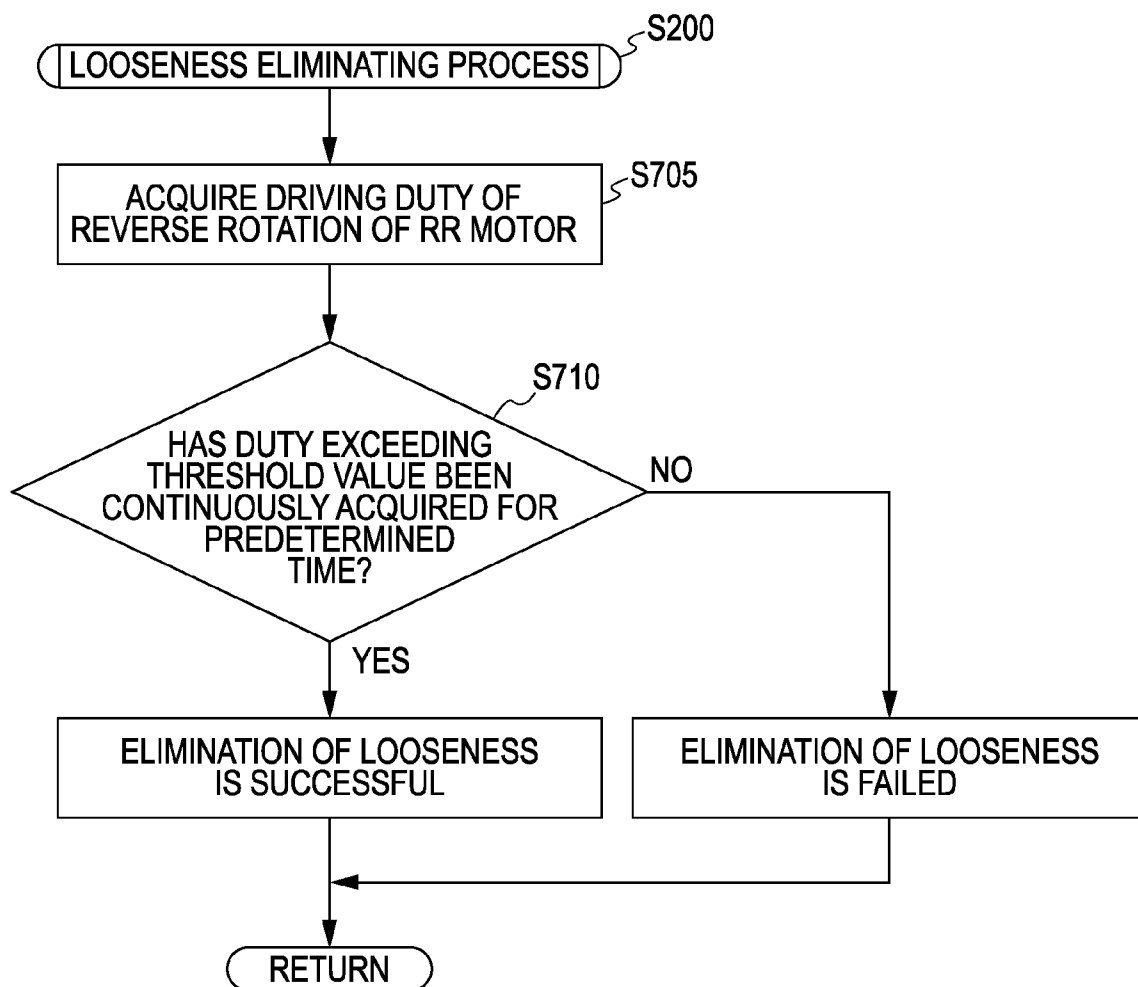 S200
LOOSENESS ELIMINATING PROCESS
S705
ACQUIRE DRIVING DUTY OF
REVERSE ROTATION OF RR MOTOR
S710
HAS DUTY EXCEEDING
THRESHOLD VALUE BEEN
CONTINUOUSLY ACQUIRED FOR
PREDETERMINED
TIME?
NO
YES
ELIMINATION OF LOOSENESS
IS SUCCESSFUL
ELIMINATION OF LOOSENESS
IS FAILED
RETURN